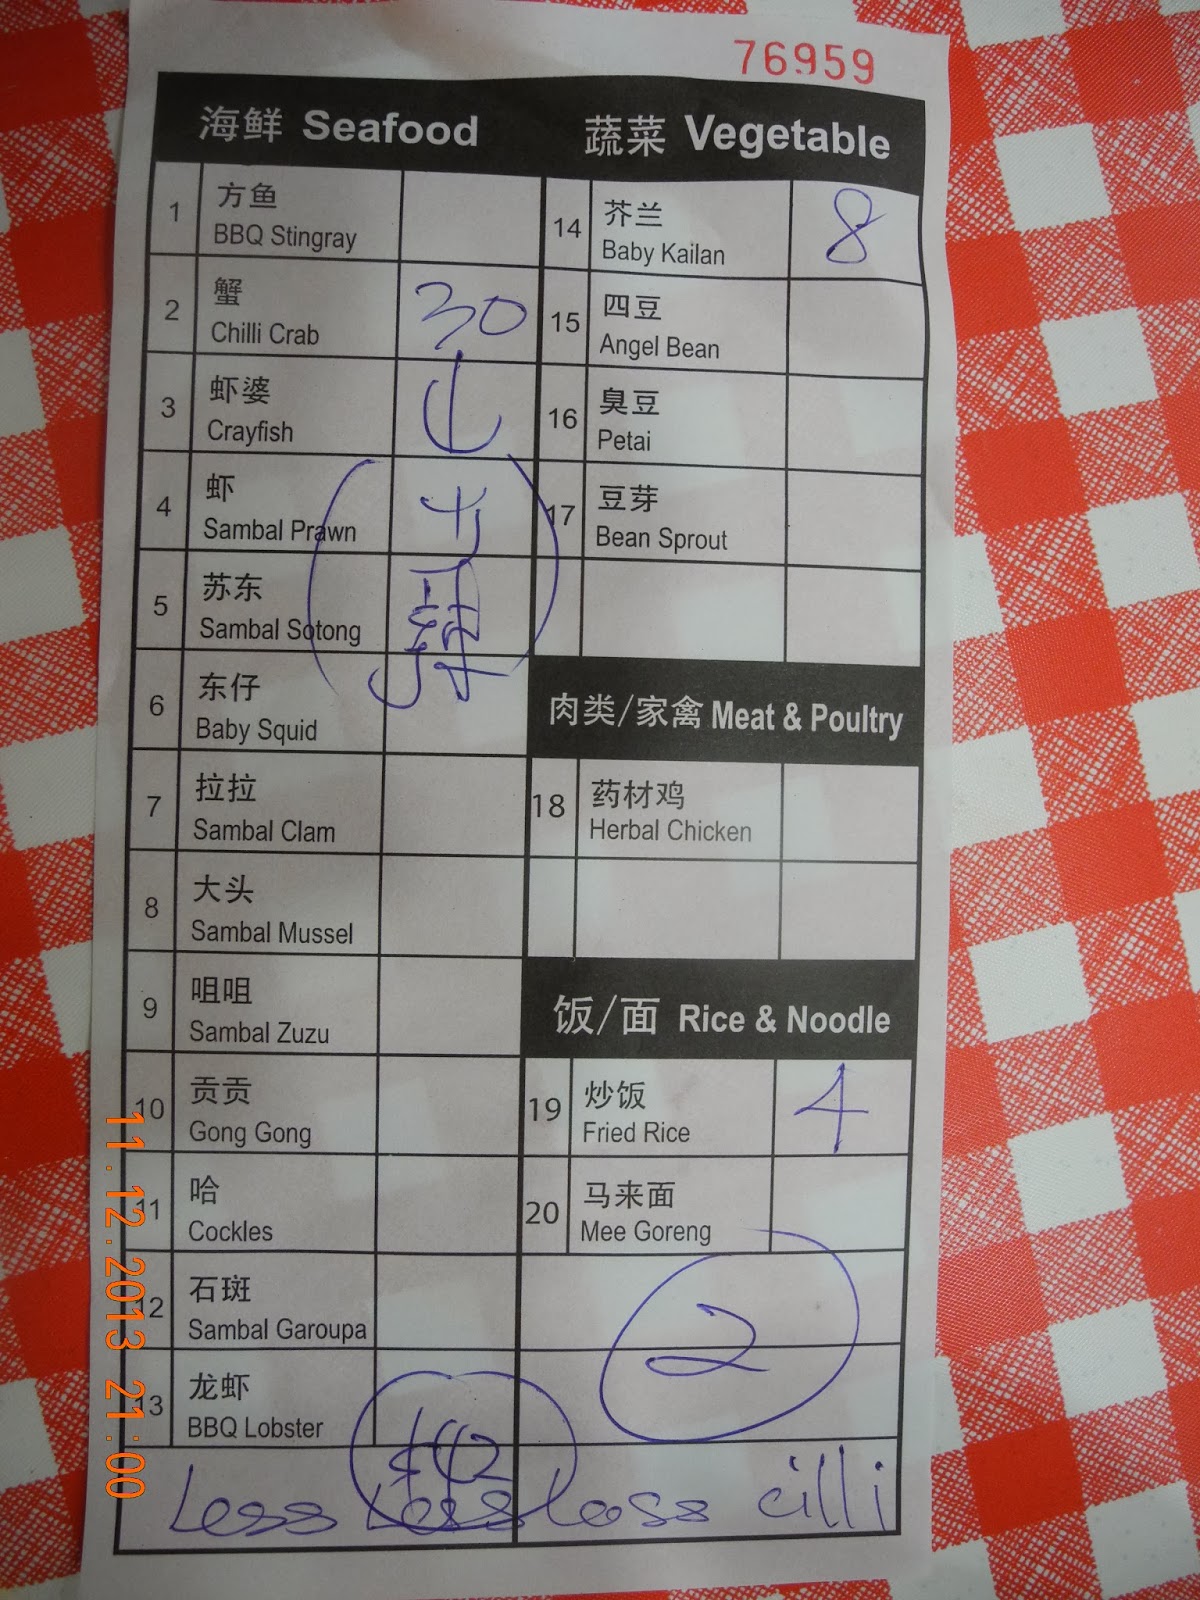 76959
海鲜 Seafood
1 方鱼
BBQ Stingray
2 蟹
Chilli Crab
30
3 虾婆
Crayfish
4 虾
Sambal Prawn
5 苏东
Sambal Sotong
6 东仔
Baby Squid
7 拉拉
Sambal Clam
8 大头
Sambal Mussel
9 咀咀
Sambal Zuzu
10 贡贡
Gong Gong
11 哈
Cockles
12 石斑
Sambal Garoupa
13 龙虾
BBQ Lobster
蔬菜 Vegetable
14 芥兰
Baby Kailan
8
15 四豆
Angel Bean
16 臭豆
Petai
17 豆芽
Bean Sprout
肉类/家禽 Meat & Poultry
18 药材鸡
Herbal Chicken
饭/面 Rice & Noodle
19 炒饭
Fried Rice
4
20 马来面
Mee Goreng
2
$42
Less Less Less cilli
11.12.2013 21:00